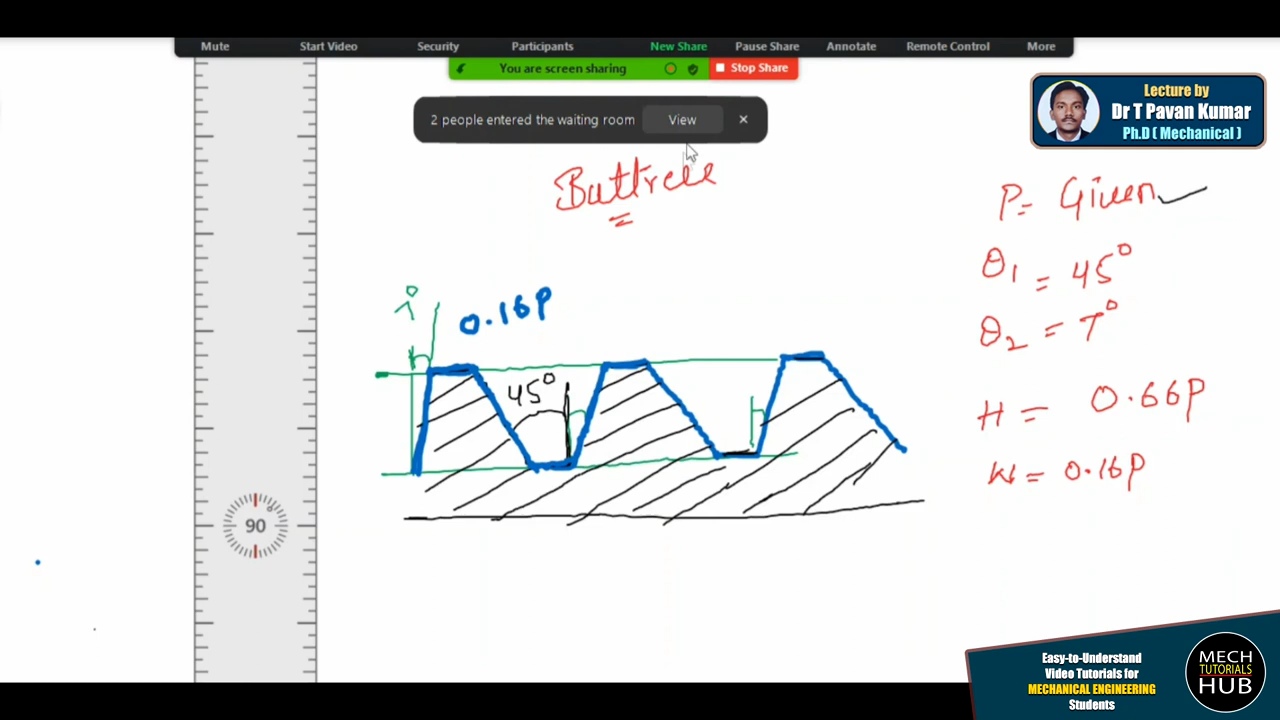 Mute Start Video Security Participants New Share Pause Share Annotate Remote Control More
You are screen sharing Stop Share
2 people entered the waiting room View
Lecture by
Dr T Pavan Kumar
Ph.D ( Mechanical )
Buttress
P = Given
θ1 = 45°
θ2 = 7°
H = 0.66P
W = 0.16P
7°
0.16P
45°
90
Easy-to-Understand
Video Tutorials for
MECHANICAL ENGINEERING
Students
MECH
TUTORIALS
HUB